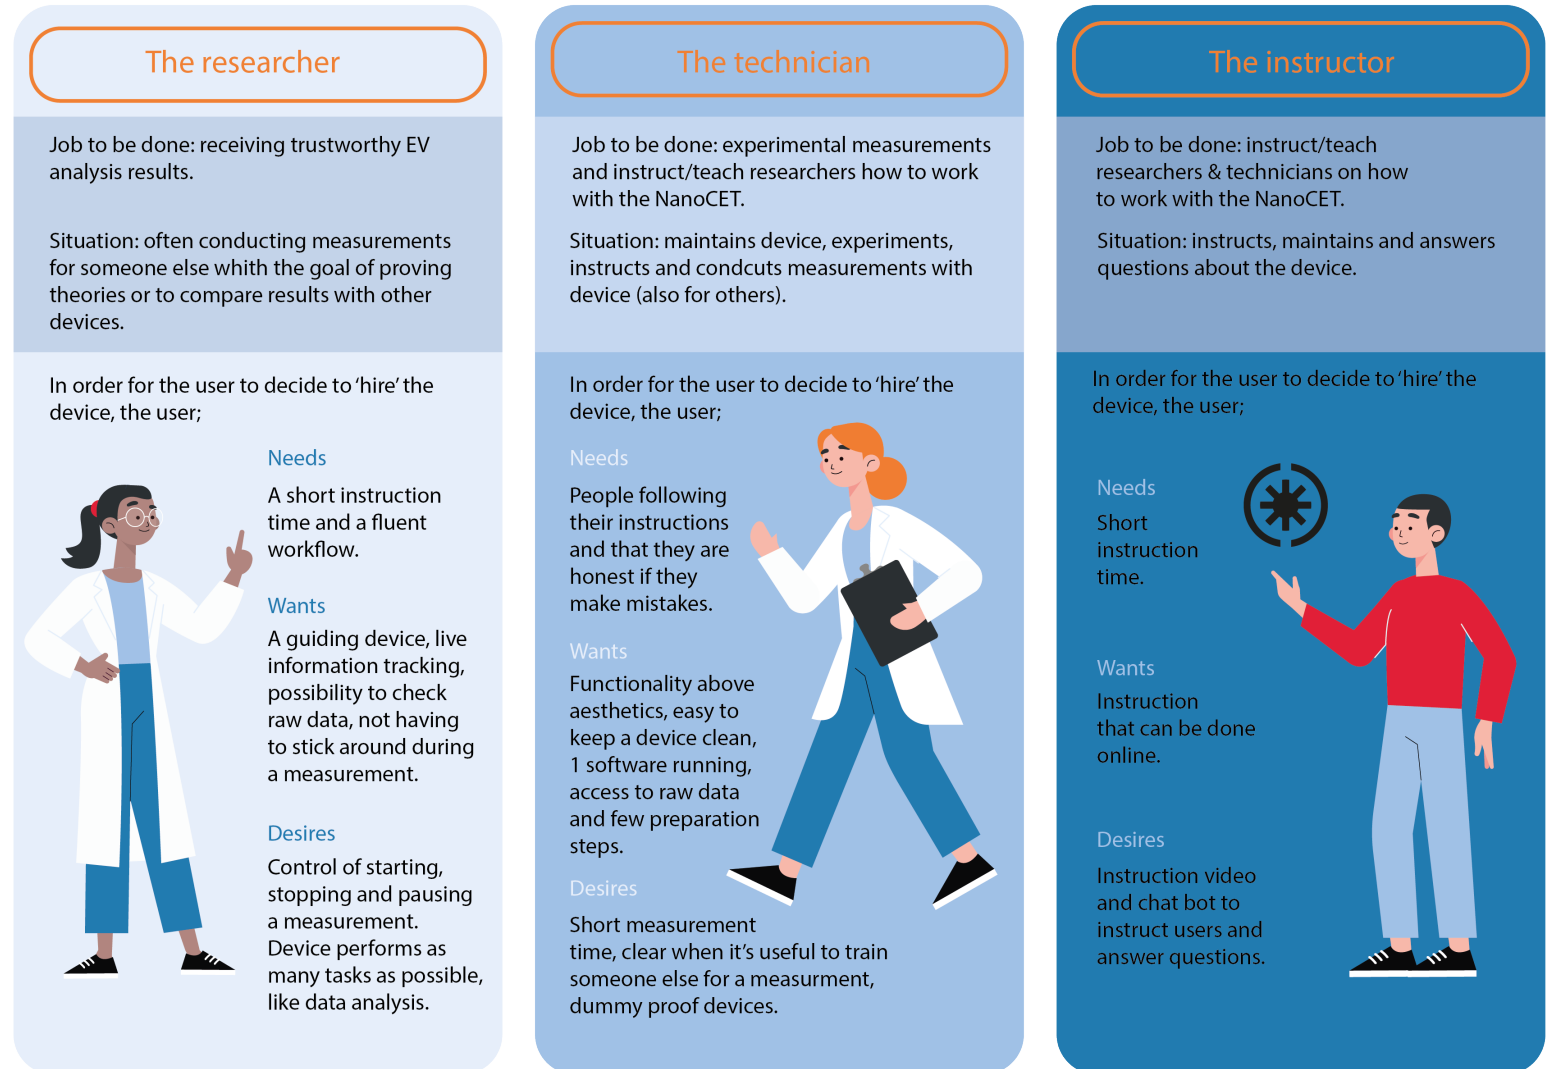 The researcher
Job to be done: receiving trustworthy EV
analysis results.
Situation: often conducting measurements
for someone else whith the goal of proving
theories or to compare results with other
devices.
In order for the user to decide to ‘hire’ the
device, the user;
Needs
A short instruction
time and a fluent
workflow.
Wants
A guiding device, live
information tracking,
possibility to check
raw data, not having
to stick around during
a measurement.
Desires
Control of starting,
stopping and pausing
a measurement.
Device performs as
many tasks as possible,
like data analysis.
The technician
Job to be done: experimental measurements
and instruct/teach researchers how to work
with the NanoCET.
Situation: maintains device, experiments,
instructs and condcuts measurements with
device (also for others).
In order for the user to decide to ‘hire’ the
device, the user;
Needs
People following
their instructions
and that they are
honest if they
make mistakes.
Wants
Functionality above
aesthetics, easy to
keep a device clean,
1 software running,
access to raw data
and few preparation
steps.
Desires
Short measurement
time, clear when it’s useful to train
someone else for a measurment,
dummy proof devices.
The instructor
Job to be done: instruct/teach
researchers & technicians on how
to work with the NanoCET.
Situation: instructs, maintains and answers
questions about the device.
In order for the user to decide to ‘hire’ the
device, the user;
Needs
Short
instruction
time.
Wants
Instruction
that can be done
online.
Desires
Instruction video
and chat bot to
instruct users and
answer questions.